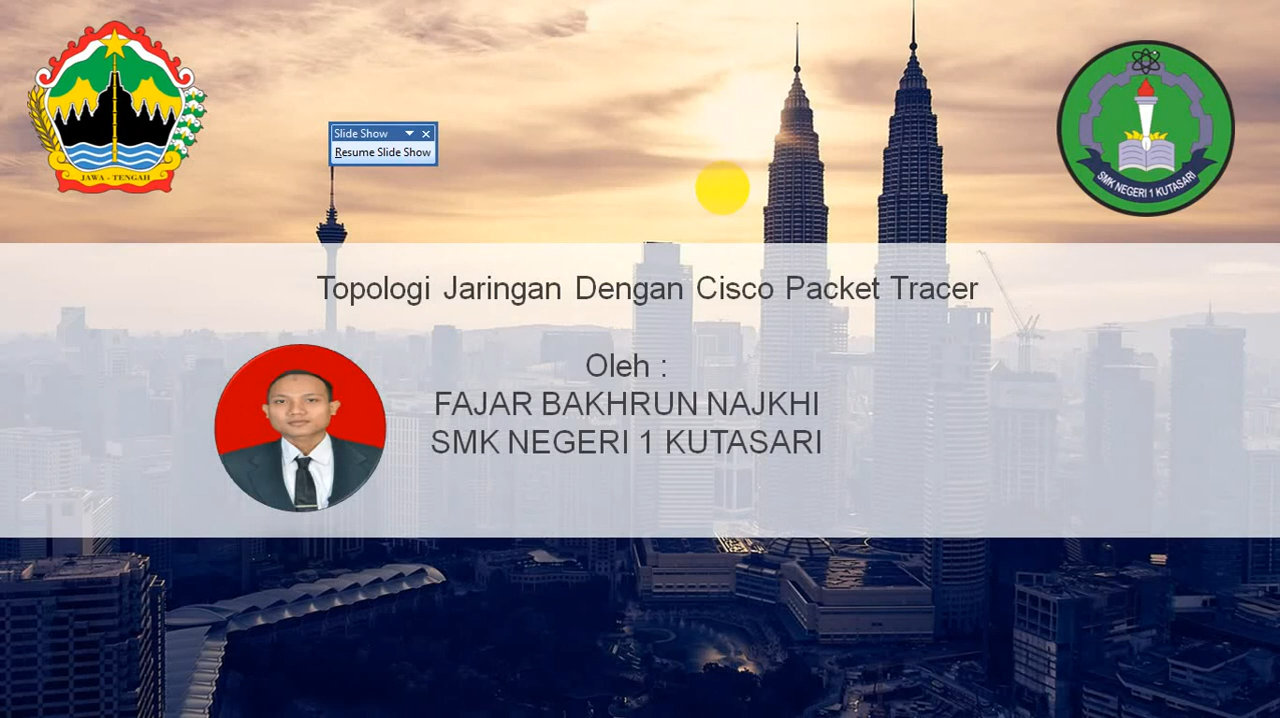 JAWA - TENGAH
SMK NEGERI 1 KUTASARI
Slide Show
Resume Slide Show
Topologi Jaringan Dengan Cisco Packet Tracer
Oleh :
FAJAR BAKHRUN NAJKHI
SMK NEGERI 1 KUTASARI